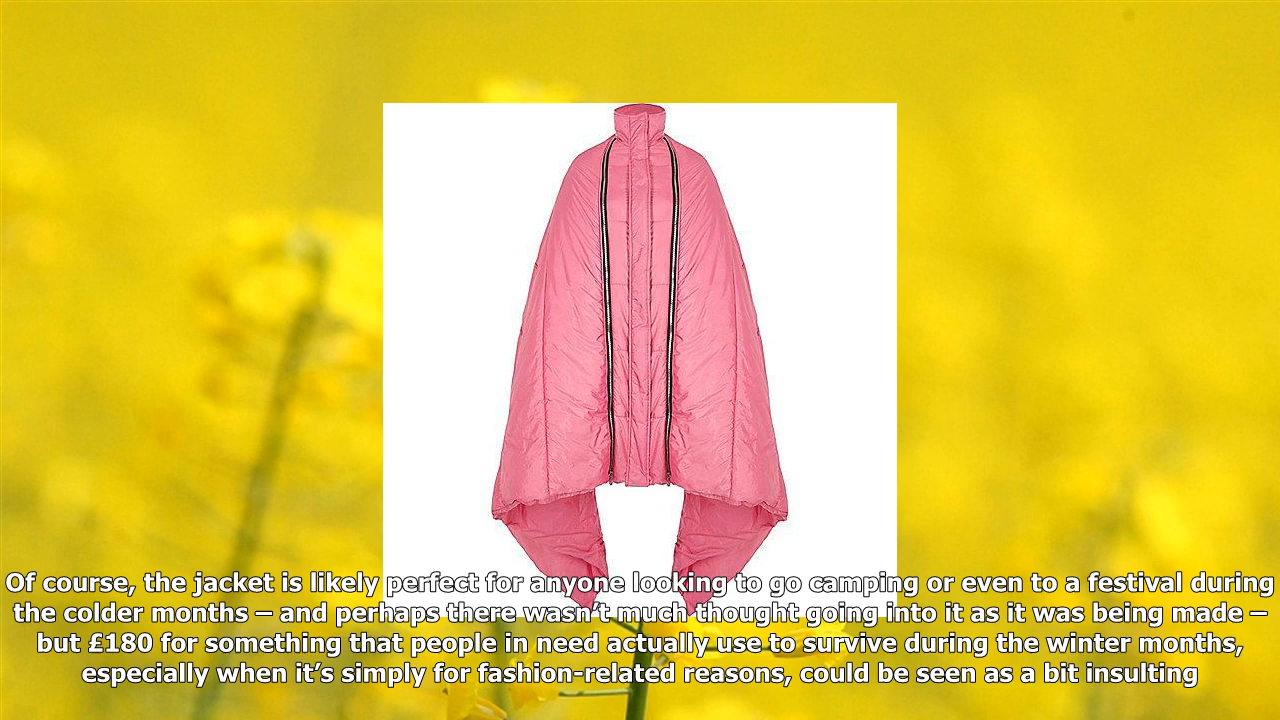 Of course, the jacket is likely perfect for anyone looking to go camping or even to a festival during
the colder months – and perhaps there wasn’t much thought going into it as it was being made –
but £180 for something that people in need actually use to survive during the winter months,
especially when it’s simply for fashion-related reasons, could be seen as a bit insulting